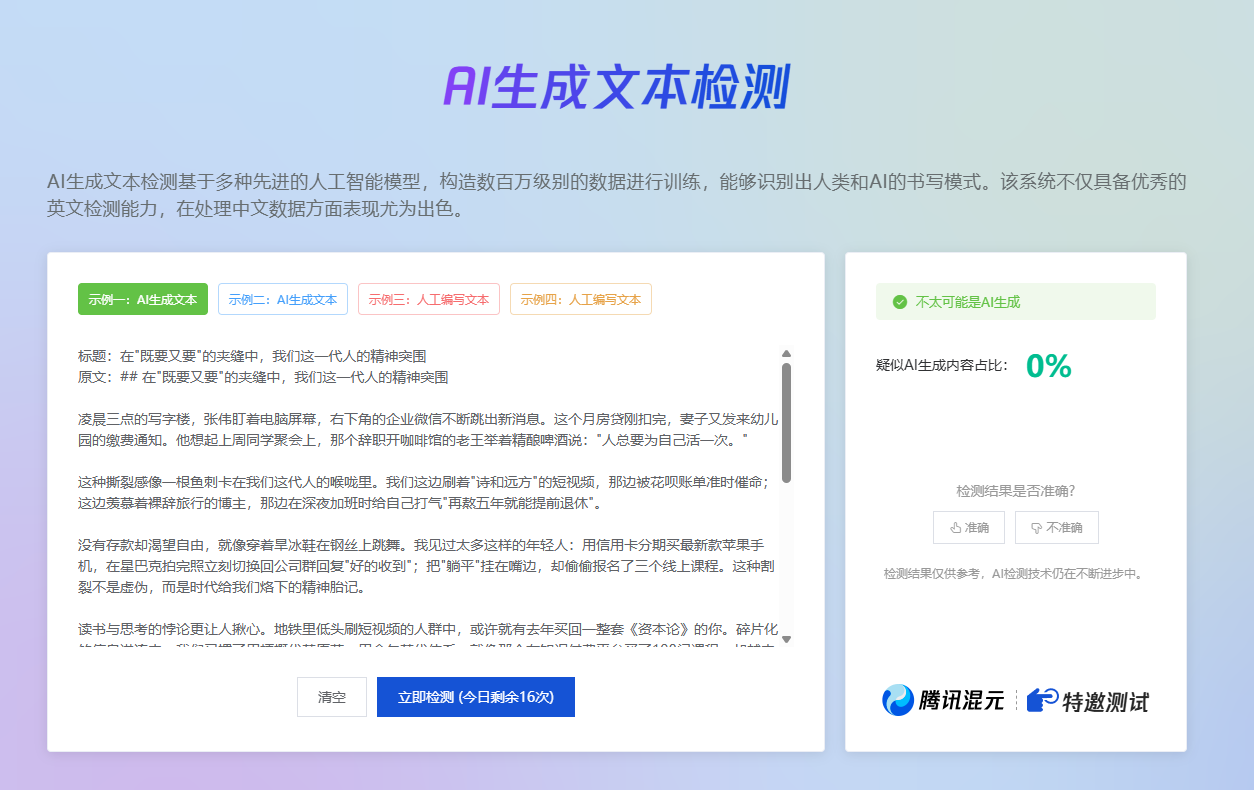 AI生成文本检测
AI生成文本检测基于多种先进的人工智能模型，构造数百万级别的数据进行训练，能够识别出人类和AI的书写模式。该系统不仅具备优秀的
英文检测能力，在处理中文数据方面表现尤为出色。
示例一：AI生成文本 示例二：AI生成文本 示例三：人工编写文本 示例四：人工编写文本
标题：在"既要又要"的夹缝中，我们这一代人的精神突围
原文：## 在"既要又要"的夹缝中，我们这一代人的精神突围
凌晨三点的写字楼，张伟盯着电脑屏幕，右下角的企业微信不断跳出新消息。这个月房贷刚扣完，妻子又发来幼儿
园的缴费通知。他想起上周同学聚会上，那个辞职开咖啡馆的老王举着精酿啤酒说："人总要为自己活一次。"
这种撕裂感像一根鱼刺卡在我们这代人的喉咙里。我们这边刷着"诗和远方"的短视频，那边被花呗账单准时催命；
这边羡慕着裸辞旅行的博主，那边在深夜加班时给自己打气"再熬五年就能提前退休"。
没有存款却渴望自由，就像穿着旱冰鞋在钢丝上跳舞。我见过太多这样的年轻人：用信用卡分期买最新款苹果手
机，在星巴克拍完照立刻切换回公司群回复"好的收到"；把"躺平"挂在嘴边，却偷偷报名了三个线上课程。这种割
裂不是虚伪，而是时代给我们烙下的精神胎记。
读书与思考的悖论更让人揪心。地铁里低头刷短视频的人群中，或许就有去年买回一整套《资本论》的你。碎片化
清空 立即检测 (今日剩余16次)
不太可能是AI生成
疑似AI生成内容占比： 0%
检测结果是否准确?
准确 不准确
检测结果仅供参考，AI检测技术仍在不断进步中。
腾讯混元 特邀测试